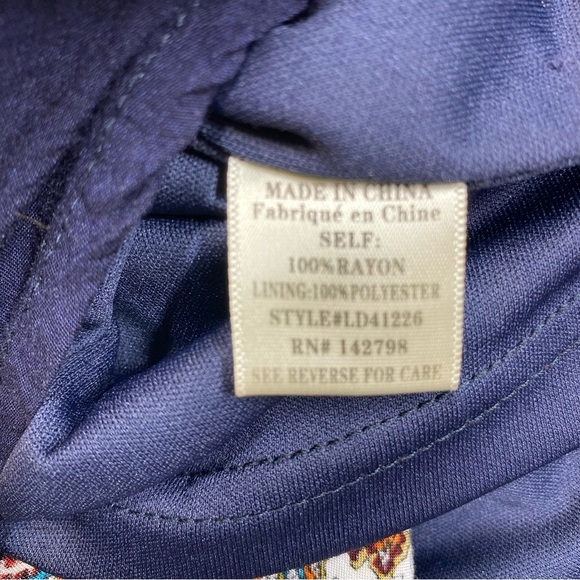 MADE IN CHINA
Fabriqué en Chine
SELF:
100%RAYON
LINING:100%POLYESTER
STYLE#LD41226
RN# 142798
SEE REVERSE FOR CARE